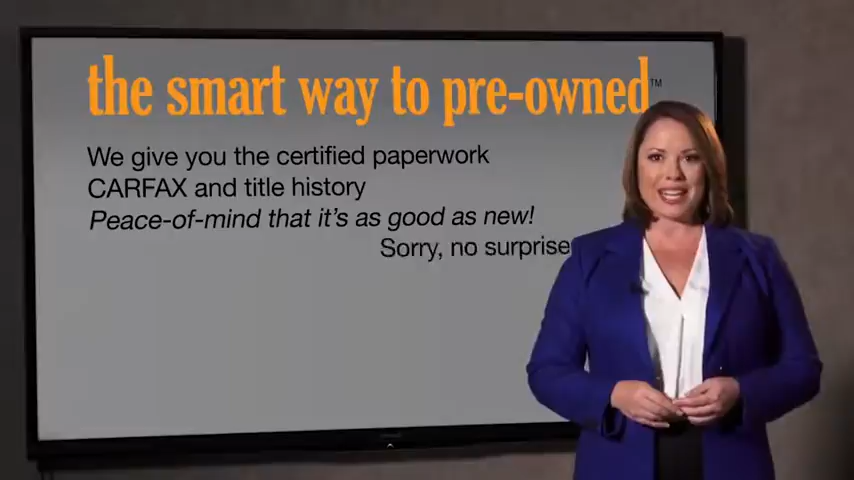 the smart way to pre-owned™
We give you the certified paperwork
CARFAX and title history
Peace-of-mind that it's as good as new!
Sorry, no surprise